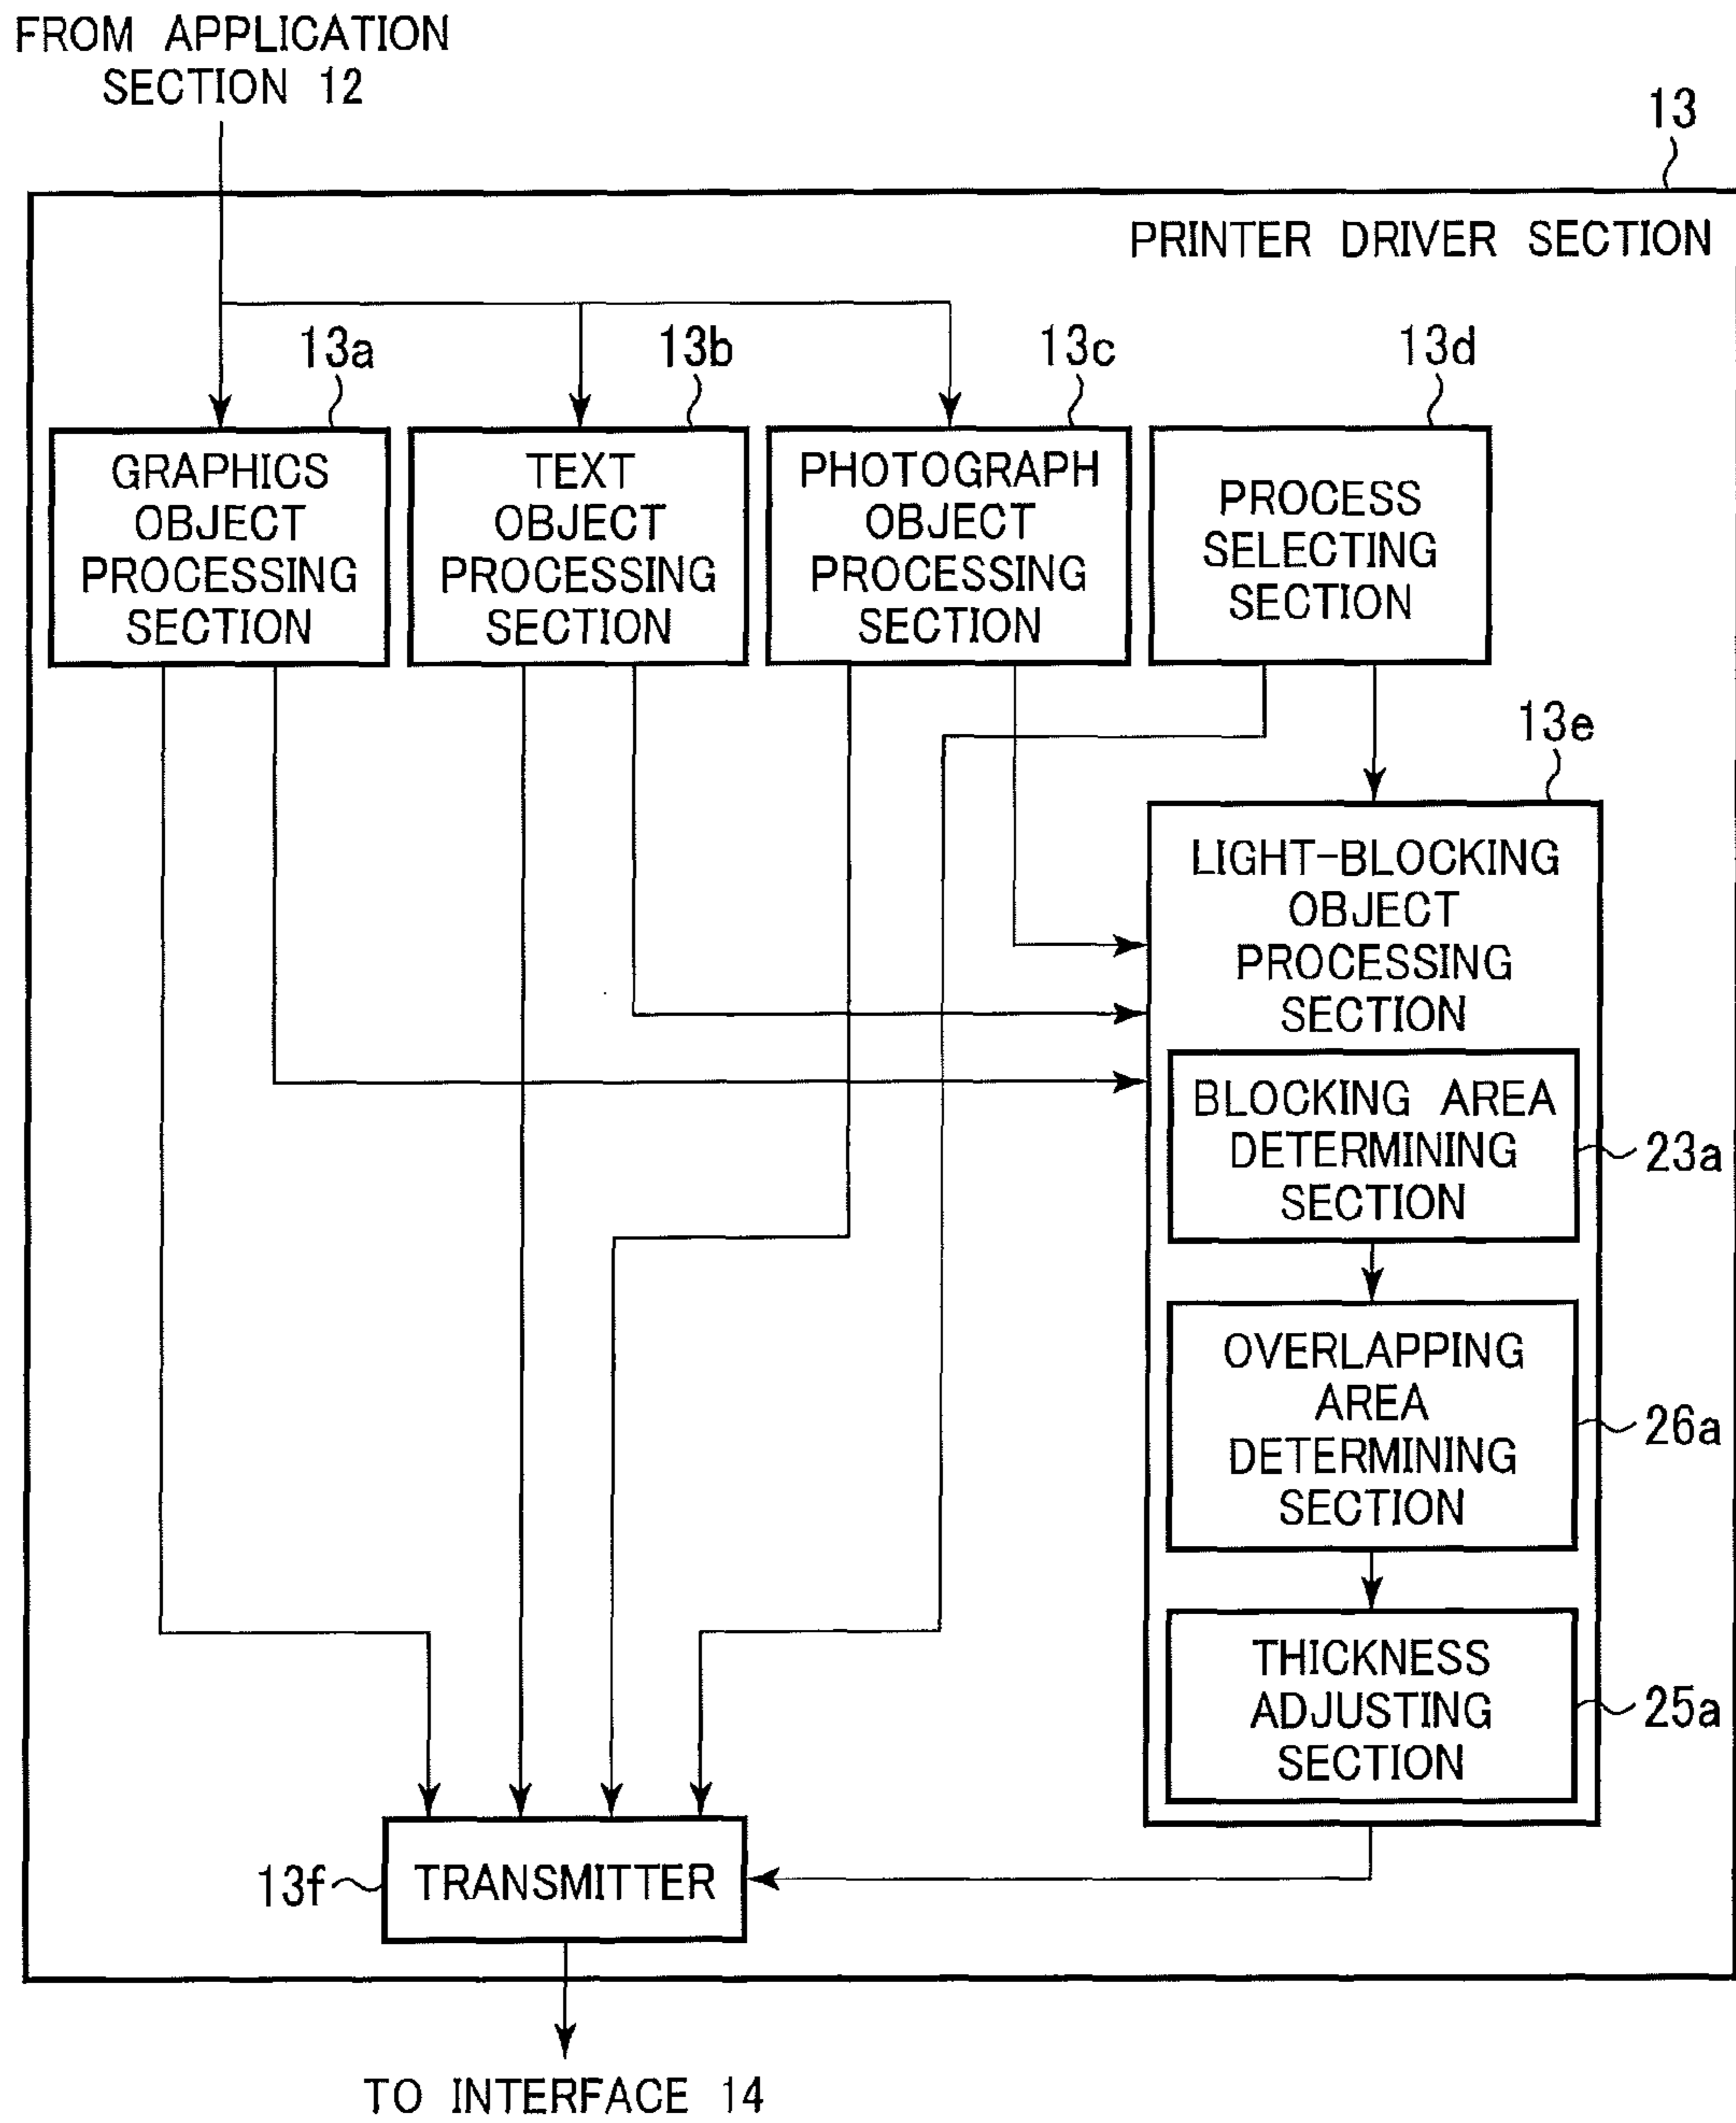 FROM APPLICATION
SECTION 12
13
PRINTER DRIVER SECTION
13a
13b
13c
13d
GRAPHICS
OBJECT
PROCESSING
SECTION
TEXT
OBJECT
PROCESSING
SECTION
PHOTOGRAPH
OBJECT
PROCESSING
SECTION
PROCESS
SELECTING
SECTION
13e
LIGHT-BLOCKING
OBJECT
PROCESSING
SECTION
BLOCKING AREA
DETERMINING
SECTION
23a
OVERLAPPING
AREA
DETERMINING
SECTION
26a
THICKNESS
ADJUSTING
SECTION
25a
13f
TRANSMITTER
TO INTERFACE 14